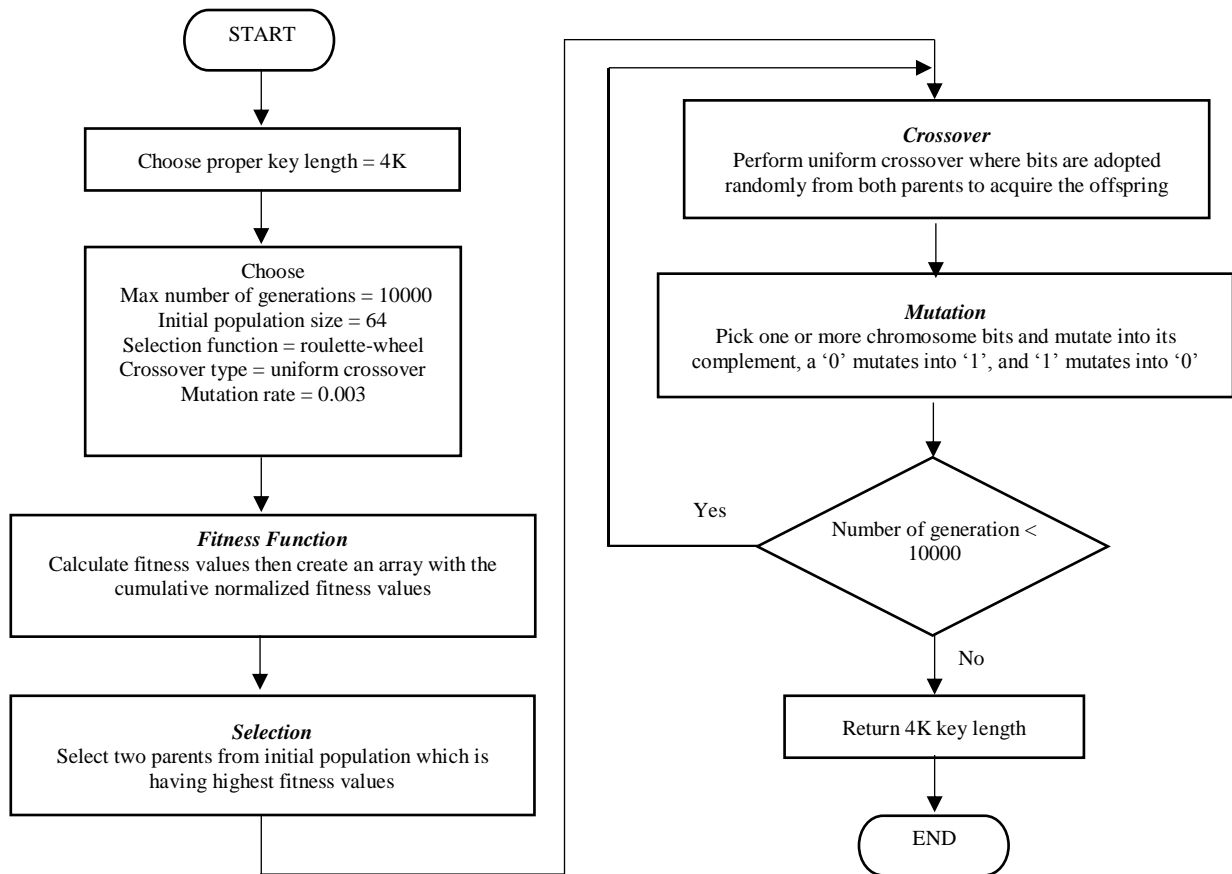 START
Choose proper key length = 4K
Choose
Max number of generations = 10000
Initial population size = 64
Selection function = roulette-wheel
Crossover type = uniform crossover
Mutation rate = 0.003
Fitness Function
Calculate fitness values then create an array with the
cumulative normalized fitness values
Selection
Select two parents from initial population which is
having highest fitness values
Crossover
Perform uniform crossover where bits are adopted
randomly from both parents to acquire the offspring
Mutation
Pick one or more chromosome bits and mutate into its
complement, a ‘0’ mutates into ‘1’, and ‘1’ mutates into ‘0’
Yes
Number of generation <
10000
No
Return 4K key length
END